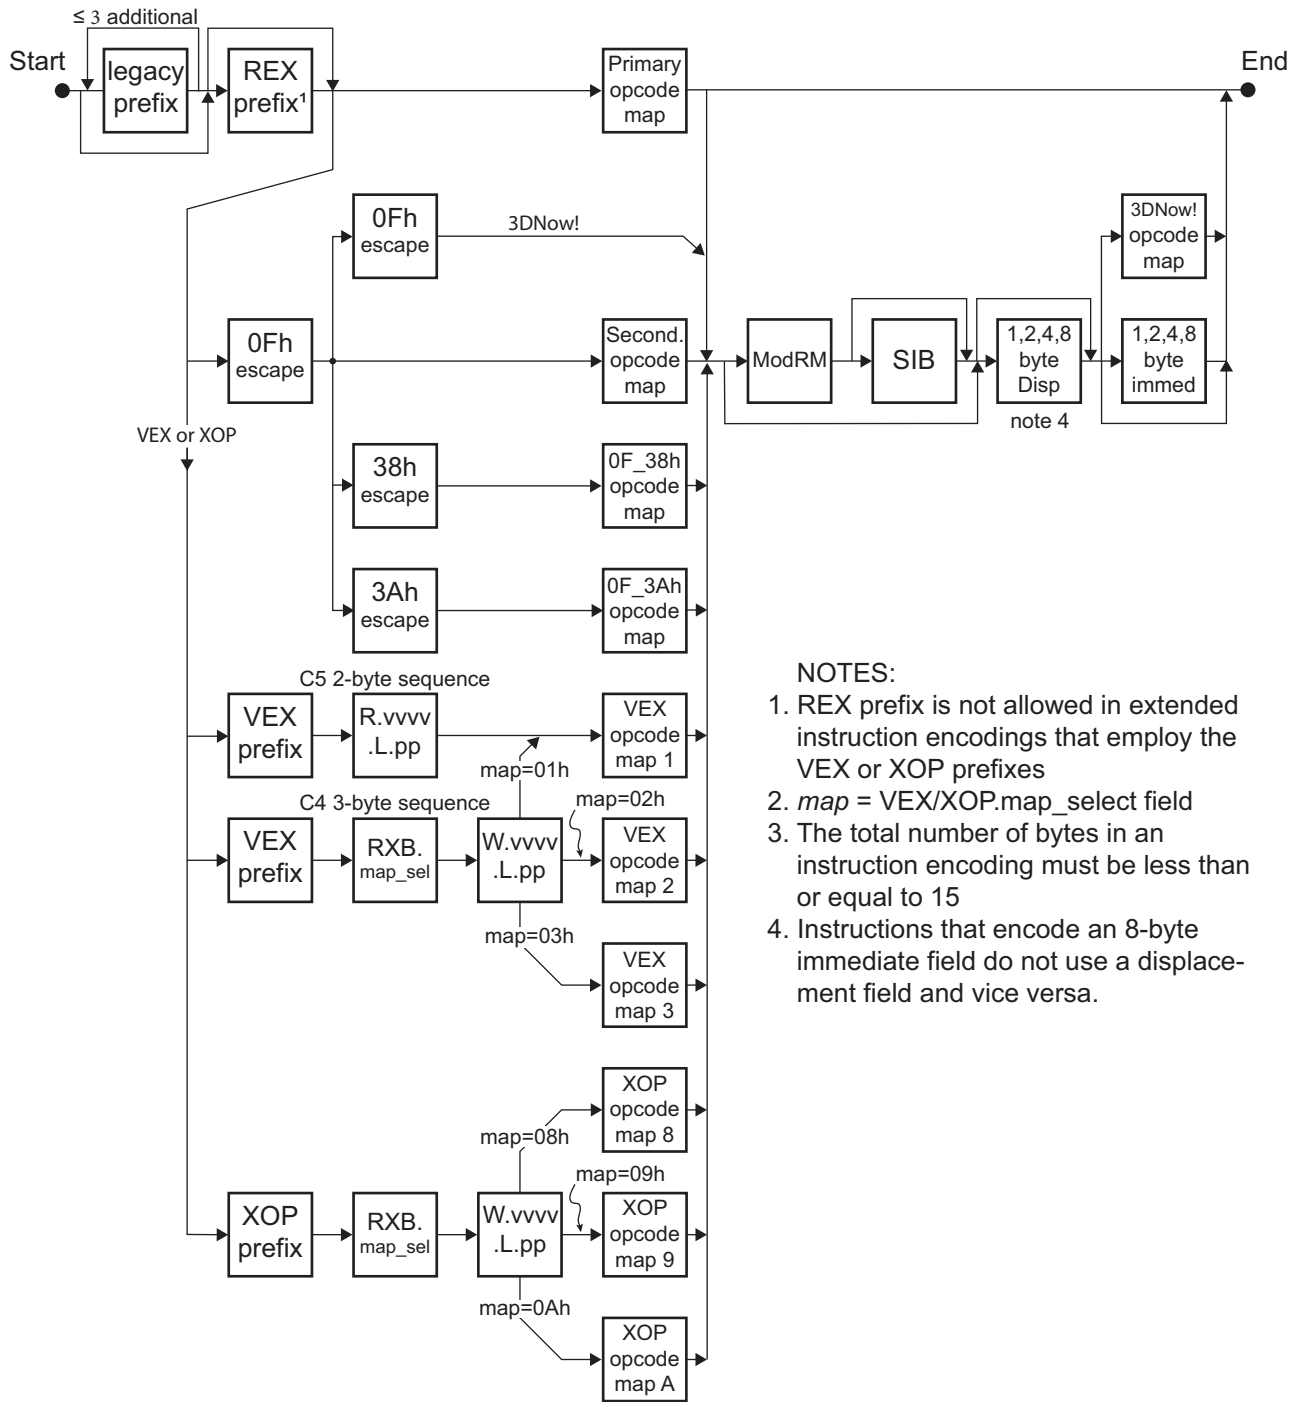 ≤ 3 additional
Start
legacy
prefix
REX
prefix¹
Primary
opcode
map
End
0Fh
escape
3DNow!
3DNow!
opcode
map
0Fh
escape
Second.
opcode
map
ModRM
SIB
1,2,4,8
byte
Disp
note 4
1,2,4,8
byte
immed
VEX or XOP
38h
escape
0F_38h
opcode
map
3Ah
escape
0F_3Ah
opcode
map
C5 2-byte sequence
VEX
prefix
R.vvvv
.L.pp
VEX
opcode
map 1
map=01h
C4 3-byte sequence
map=02h
VEX
prefix
RXB.
map_sel
W.vvvv
.L.pp
VEX
opcode
map 2
map=03h
VEX
opcode
map 3
XOP
opcode
map 8
map=08h
map=09h
XOP
prefix
RXB.
map_sel
W.vvvv
.L.pp
XOP
opcode
map 9
map=0Ah
XOP
opcode
map A
NOTES:
1. REX prefix is not allowed in extended
instruction encodings that employ the
VEX or XOP prefixes
2. map = VEX/XOP.map_select field
3. The total number of bytes in an
instruction encoding must be less than
or equal to 15
4. Instructions that encode an 8-byte
immediate field do not use a displace-
ment field and vice versa.